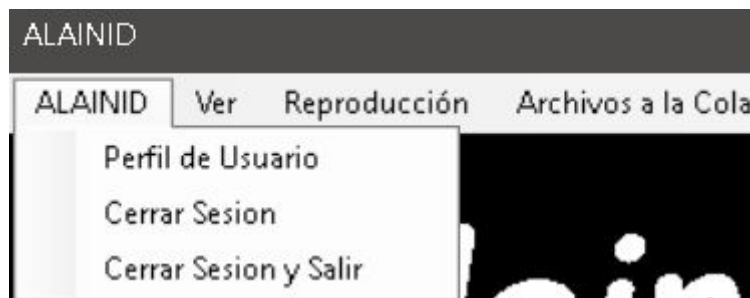 ALAINID
ALAINID Ver Reproducción Archivos a la Cola
Perfil de Usuario
Cerrar Sesion
Cerrar Sesion y Salir